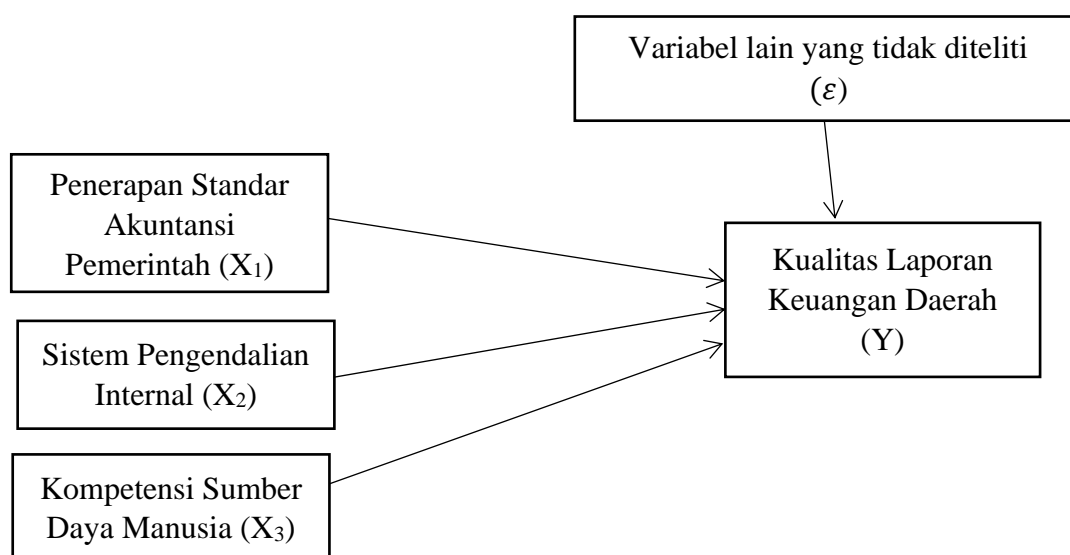 Variabel lain yang tidak diteliti
(𝜀)
Penerapan Standar
Akuntansi
Pemerintah (X₁)
Kualitas Laporan
Keuangan Daerah
(Y)
Sistem Pengendalian
Internal (X₂)
Kompetensi Sumber
Daya Manusia (X₃)